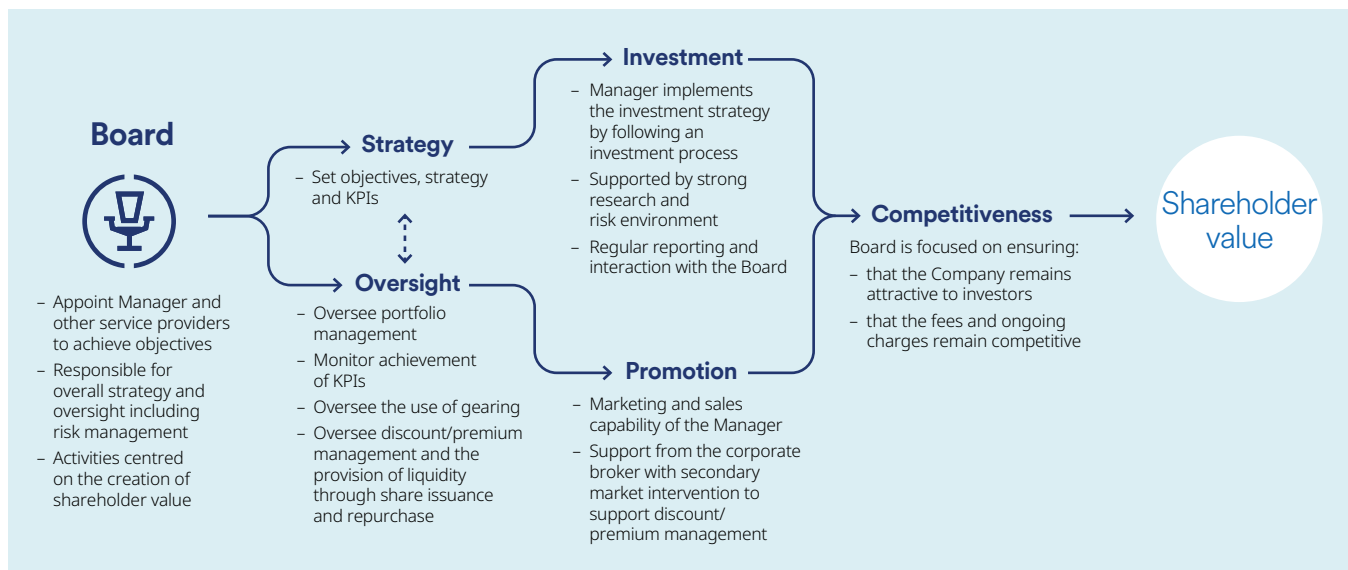 Board
– Appoint Manager and
other service providers
to achieve objectives
– Responsible for
overall strategy and
oversight including
risk management
– Activities centred
on the creation of
shareholder value
Strategy
– Set objectives, strategy
and KPIs
Oversight
– Oversee portfolio
management
– Monitor achievement
of KPIs
– Oversee the use of gearing
– Oversee discount/premium
management and the
provision of liquidity
through share issuance
and repurchase
Investment
– Manager implements
the investment strategy
by following an
investment process
– Supported by strong
research and
risk environment
– Regular reporting and
interaction with the Board
Promotion
– Marketing and sales
capability of the Manager
– Support from the corporate
broker with secondary
market intervention to
support discount/
premium management
Competitiveness
Board is focused on ensuring:
– that the Company remains
attractive to investors
– that the fees and ongoing
charges remain competitive
Shareholder
value